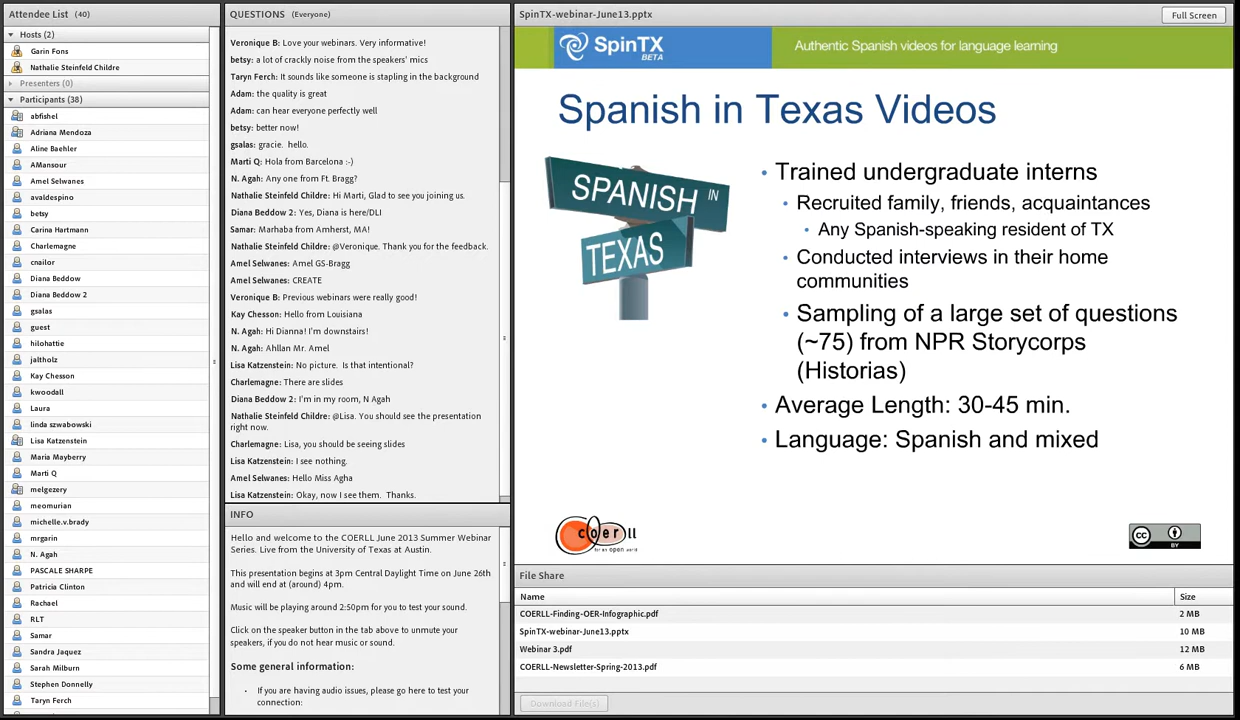 Attendee List (40)
Hosts (2)
Garin Fons
Nathalie Steinfeld Childre
Presenters (0)
Participants (38)
abfishel
Adriana Mendoza
Aline Baehler
AMansour
Amel Selwanes
avaldespino
betsy
Carina Hartmann
Charlemagne
cnailor
Diana Beddow
Diana Beddow 2
gsalas
guest
hilohattie
jaltholz
Kay Chesson
kwoodall
Laura
linda szwabowski
Lisa Katzenstein
Maria Mayberry
Marti Q
melgezery
meomurian
michelle.v.brady
mrgarin
N. Agah
PASCALE SHARPE
Patricia Clinton
Rachael
RLT
Samar
Sandra Jaquez
Sarah Milburn
Stephen Donnelly
Taryn Ferch
QUESTIONS (Everyone)
Veronique B: Love your webinars. Very informative!
betsy: a lot of crackly noise from the speakers' mics
Taryn Ferch: It sounds like someone is stapling in the background
Adam: the quality is great
Adam: can hear everyone perfectly well
betsy: better now!
gsalas: gracie. hello.
Marti Q: Hola from Barcelona :-)
N. Agah: Any one from Ft. Bragg?
Nathalie Steinfeld Childre: Hi Marti, Glad to see you joining us.
Diana Beddow 2: Yes, Diana is here/DLI
Samar: Marhaba from Amherst, MA!
Nathalie Steinfeld Childre: @Veronique. Thank you for the feedback.
Amel Selwanes: Amel GS-Bragg
Amel Selwanes: CREATE
Veronique B: Previous webinars were really good!
Kay Chesson: Hello from Louisiana
N. Agah: Hi Dianna! I'm downstairs!
N. Agah: Ahllan Mr. Amel
Lisa Katzenstein: No picture. Is that intentional?
Charlemagne: There are slides
Diana Beddow 2: I'm in my room, N Agah
Nathalie Steinfeld Childre: @Lisa. You should see the presentation
right now.
Charlemagne: Lisa, you should be seeing slides
Lisa Katzenstein: I see nothing.
Amel Selwanes: Hello Miss Agha
Lisa Katzenstein: Okay, now I see them. Thanks.
INFO
Hello and welcome to the COERLL June 2013 Summer Webinar
Series. Live from the University of Texas at Austin.
This presentation begins at 3pm Central Daylight Time on June 26th
and will end at (around) 4pm.
Music will be playing around 2:50pm for you to test your sound.
Click on the speaker button in the tab above to unmute your
speakers, if you do not hear music or sound.
Some general information:
If you are having audio issues, please go here to test your
connection:
SpinTX-webinar-June13.pptx
Full Screen
SpinTX
BETA
Authentic Spanish videos for language learning
Spanish in Texas Videos
SPANISH IN
TEXAS
• Trained undergraduate interns
• Recruited family, friends, acquaintances
• Any Spanish-speaking resident of TX
• Conducted interviews in their home
communities
• Sampling of a large set of questions
(~75) from NPR Storycorps
(Historias)
• Average Length: 30-45 min.
• Language: Spanish and mixed
coerll
for an open world
cc BY
File Share
Name Size
COERLL-Finding-OER-Infographic.pdf 2 MB
SpinTX-webinar-June13.pptx 10 MB
Webinar 3.pdf 12 MB
COERLL-Newsletter-Spring-2013.pdf 6 MB
Download File(s)